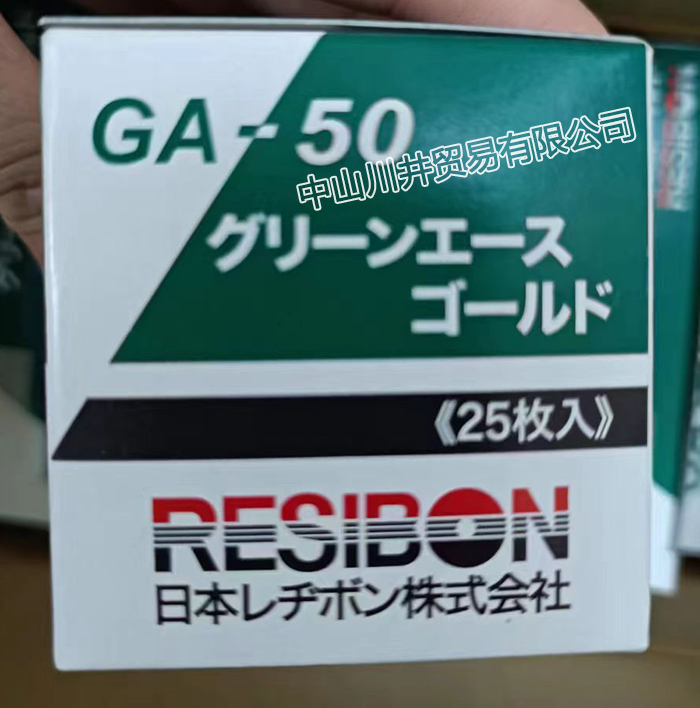 GA-50
中山川井贸易有限公司
グリーンエース
ゴールド
《25枚入》
RESIBON
日本レヂボン株式会社